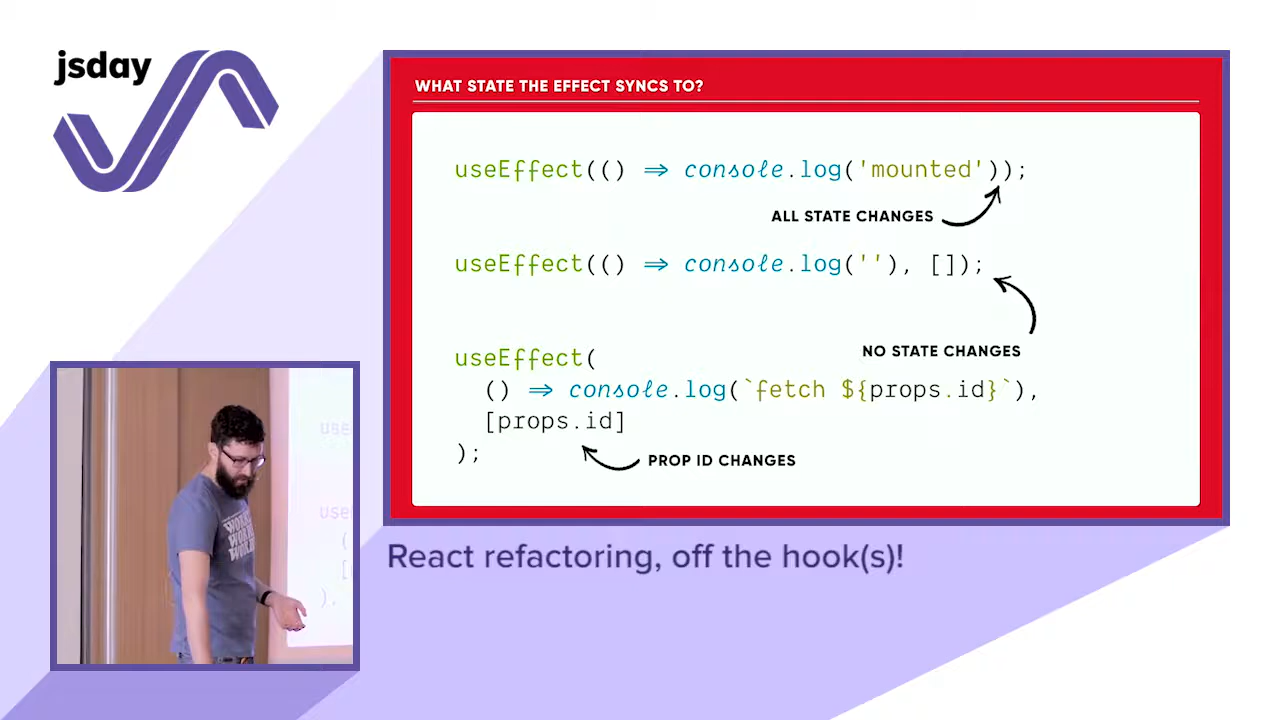 jsday
WHAT STATE THE EFFECT SYNCS TO?
useEffect(() => console.log('mounted'));
ALL STATE CHANGES
useEffect(() => console.log(''), []);
NO STATE CHANGES
useEffect(
() => console.log(`fetch ${props.id}`),
[props.id]
);
PROP ID CHANGES
React refactoring, off the hook(s)!